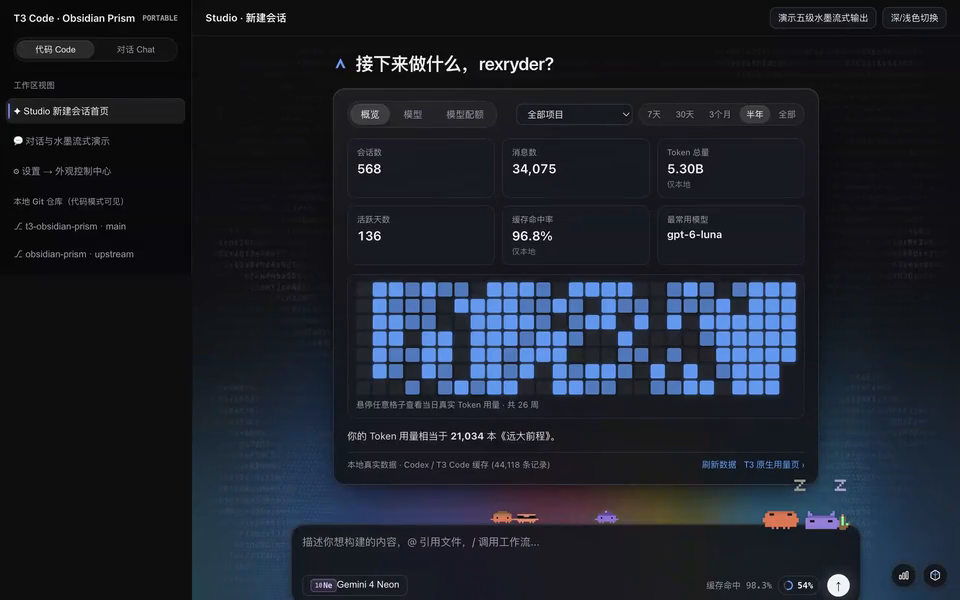 T3 Code · Obsidian Prism PORTABLE
代码 Code
对话 Chat
工作区视图
✦ Studio 新建会话首页
💬 对话与水墨流式演示
⚙ 设置 → 外观控制中心
本地 Git 仓库（代码模式可见）
⎇ t3-obsidian-prism · main
⎇ obsidian-prism · upstream
Studio · 新建会话
演示五级水墨流式输出
深/浅色切换
接下来做什么，rexryder?
概览
模型
模型配额
全部项目
7天
30天
3个月
半年
全部
会话数
568
消息数
34,075
Token 总量
5.30B
仅本地
活跃天数
136
缓存命中率
96.8%
仅本地
最常用模型
gpt-6-luna
悬停任意格子查看当日真实 Token 用量 · 共 26 周
你的 Token 用量相当于 21,034 本《远大前程》。
本地真实数据 · Codex / T3 Code 缓存 (44,118 条记录)
刷新数据
T3 原生用量页 ›
Z Z
描述你想构建的内容，@ 引用文件，/ 调用工作流...
10Ne Gemini 4 Neon
缓存命中 98.3%
54%